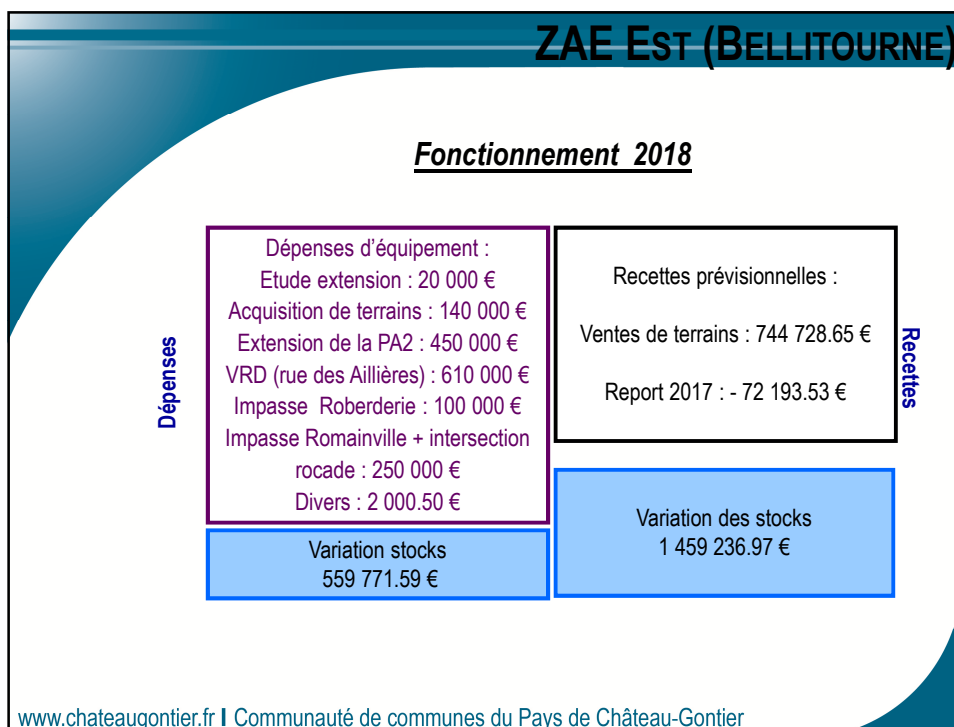 ZAE EST (BELLITOURNE)
Fonctionnement 2018
Dépenses
Dépenses d'équipement :
Etude extension : 20 000 €
Acquisition de terrains : 140 000 €
Extension de la PA2 : 450 000 €
VRD (rue des Aillières) : 610 000 €
Impasse Roberderie : 100 000 €
Impasse Romainville + intersection
rocade : 250 000 €
Divers : 2 000.50 €
Variation stocks
559 771.59 €
Recettes prévisionnelles :
Ventes de terrains : 744 728.65 €
Report 2017 : - 72 193.53 €
Recettes
Variation des stocks
1 459 236.97 €
www.chateaugontier.fr I Communauté de communes du Pays de Château-Gontier